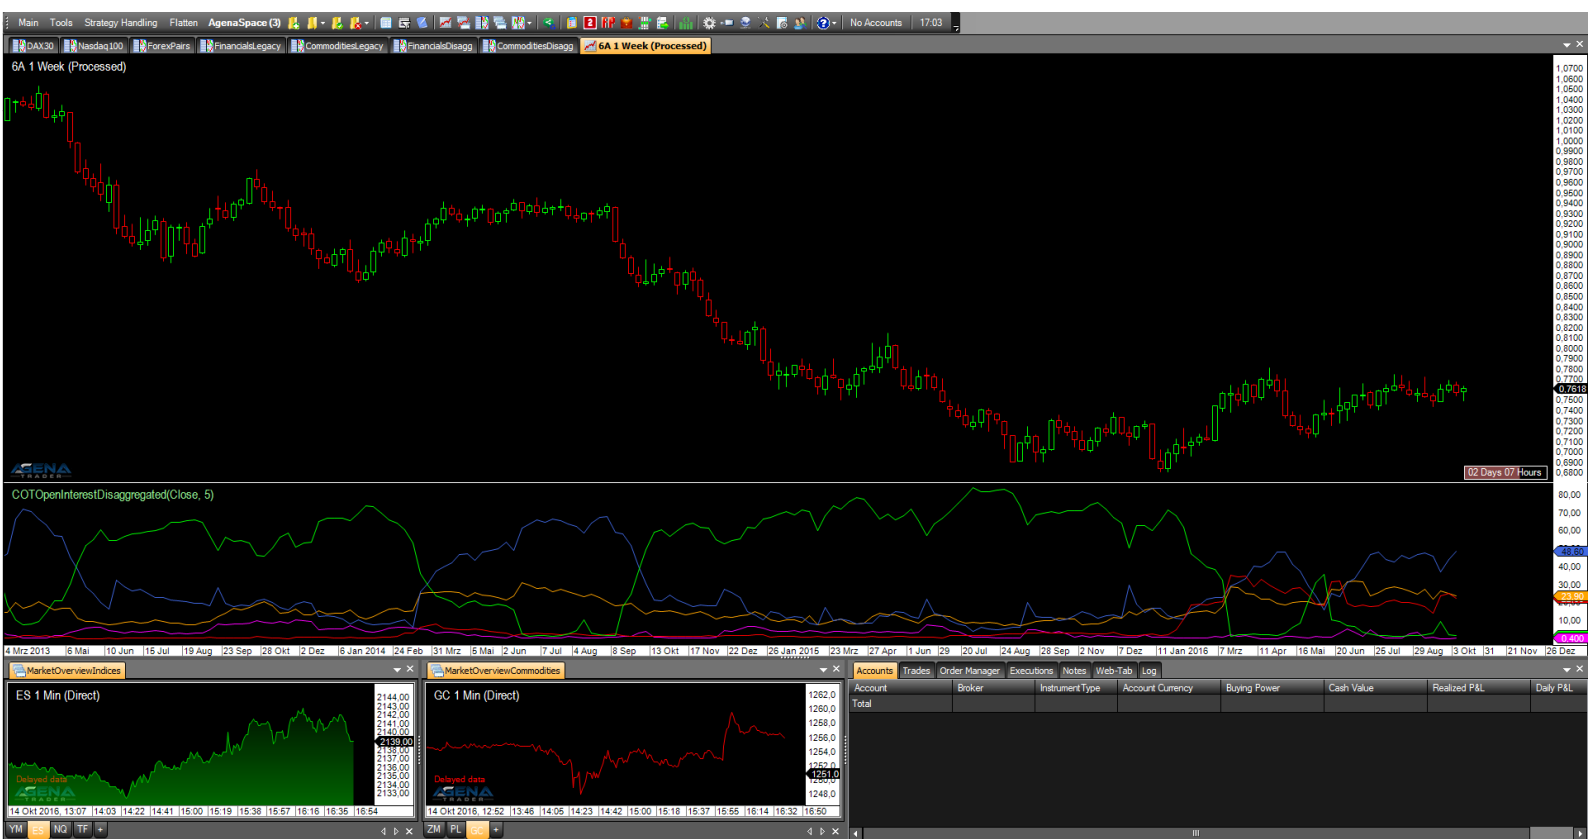 Main Tools Strategy Handling Flatten AgenaSpace (3) 2 No Accounts 17:03
DAX30 Nasdaq100 ForexPairs FinancialsLegacy CommoditiesLegacy FinancialsDisagg CommoditiesDisagg 6A 1 Week (Processed)
6A 1 Week (Processed)
1,0700
1,0600
1,0500
1,0400
1,0300
1,0200
1,0100
1,0000
0,9900
0,9800
0,9700
0,9600
0,9500
0,9400
0,9300
0,9200
0,9100
0,9000
0,8900
0,8800
0,8700
0,8600
0,8500
0,8400
0,8300
0,8200
0,8100
0,8000
0,7900
0,7800
0,7700
0,7618
0,7500
0,7400
0,7300
0,7200
0,7100
0,7000
0,6900
0,6800
AGENA
TRADER
02 Days 07 Hours
COTOpenInterestDisaggregated(Close, 5)
80,00
70,00
60,00
48,60
40,00
30,00
23,90
10,00
0,400
4 Mrz 2013 6 Mai 10 Jun 15 Jul 19 Aug 23 Sep 28 Okt 2 Dez 6 Jan 2014 24 Feb 31 Mrz 5 Mai 2 Jun 7 Jul 4 Aug 8 Sep 13 Okt 17 Nov 22 Dez 26 Jan 2015 23 Mrz 27 Apr 1 Jun 29 20 Jul 24 Aug 28 Sep 2 Nov 7 Dez 11 Jan 2016 7 Mrz 11 Apr 16 Mai 20 Jun 25 Jul 29 Aug 3 Okt 31 21 Nov 26 Dez
MarketOverviewIndices
ES 1 Min (Direct)
2144,00
2143,00
2142,00
2141,00
2140,00
2139,00
2138,00
2137,00
2136,00
2135,00
2134,00
2133,00
Delayed data
AGENA
TRADER
14 Okt 2016, 13:07 14:03 14:22 14:41 15:00 15:19 15:38 15:57 16:16 16:35 16:54
YM ES NQ TF +
MarketOverviewCommodities
GC 1 Min (Direct)
1262,0
1260,0
1258,0
1256,0
1254,0
1252,0
1251,0
1248,0
Delayed data
AGENA
TRADER
14 Okt 2016, 12:52 13:46 14:05 14:23 14:42 15:00 15:18 15:37 15:55 16:14 16:32 16:50
ZM PL GC +
Accounts Trades Order Manager Executions Notes Web-Tab Log
Account Broker InstrumentType Account Currency Buying Power Cash Value Realized P&L Daily P&L
Total